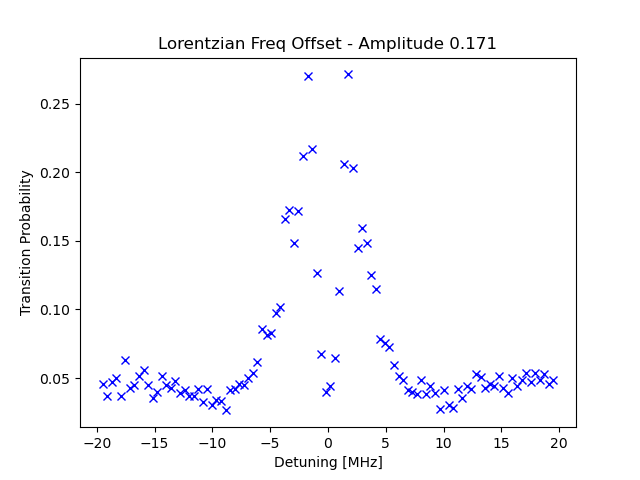 Lorentzian Freq Offset - Amplitude 0.171
Transition Probability
0.25
0.20
0.15
0.10
0.05
−20 −15 −10 −5 0 5 10 15 20
Detuning [MHz]